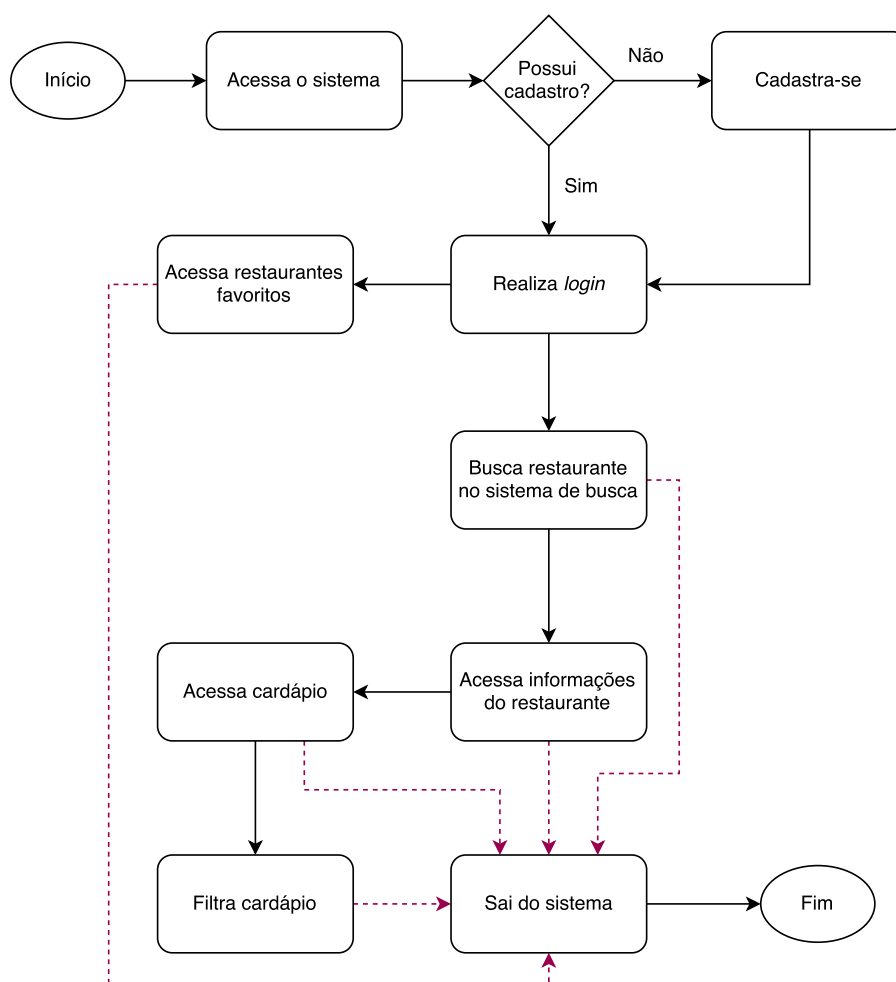 Início
Acessa o sistema
Possui
cadastro?
Não
Cadastra-se
Sim
Acessa restaurantes
favoritos
Realiza login
Busca restaurante
no sistema de busca
Acessa cardápio
Acessa informações
do restaurante
Filtra cardápio
Sai do sistema
Fim